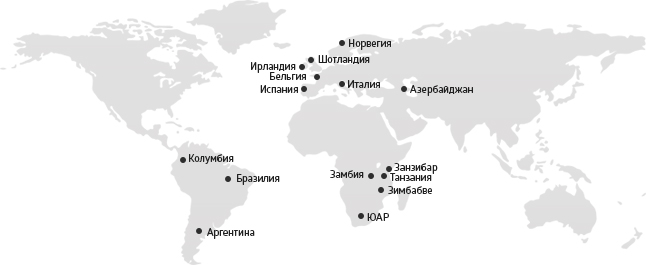 Норвегия
Шотландия
Ирландия
Бельгия
Италия
Испания
Азербайджан
Колумбия
Занзибар
Замбия
Танзания
Бразилия
Зимбабве
ЮАР
Аргентина